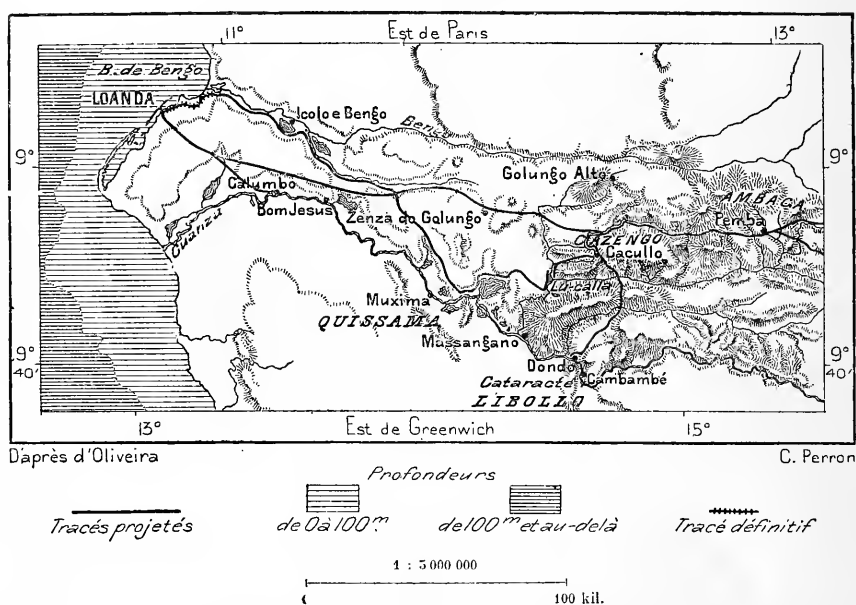 11°
Est de Paris
13°
B. de Bengo
LOANDA
Icolo e Bengo
Bengo
9°
9°
Golungo Alto
AMBACA
Calumbo
Bom Jesus
Zenza do Golungo
Pemba
CAZENGO
Cacullo
Cuanza
Lucalla
Muxima
QUISSAMA
Massangano
9°
40'
9°
40'
Dondo
Cambambé
Cataracte
LIBOLLO
13°
Est de Greenwich
15°
D'après d'Oliveira
C. Perron
Profondeurs
Tracés projetés
de 0 à 100m.
de 100m et au-delà
Tracé définitif
1 : 3 000 000
100 kil.